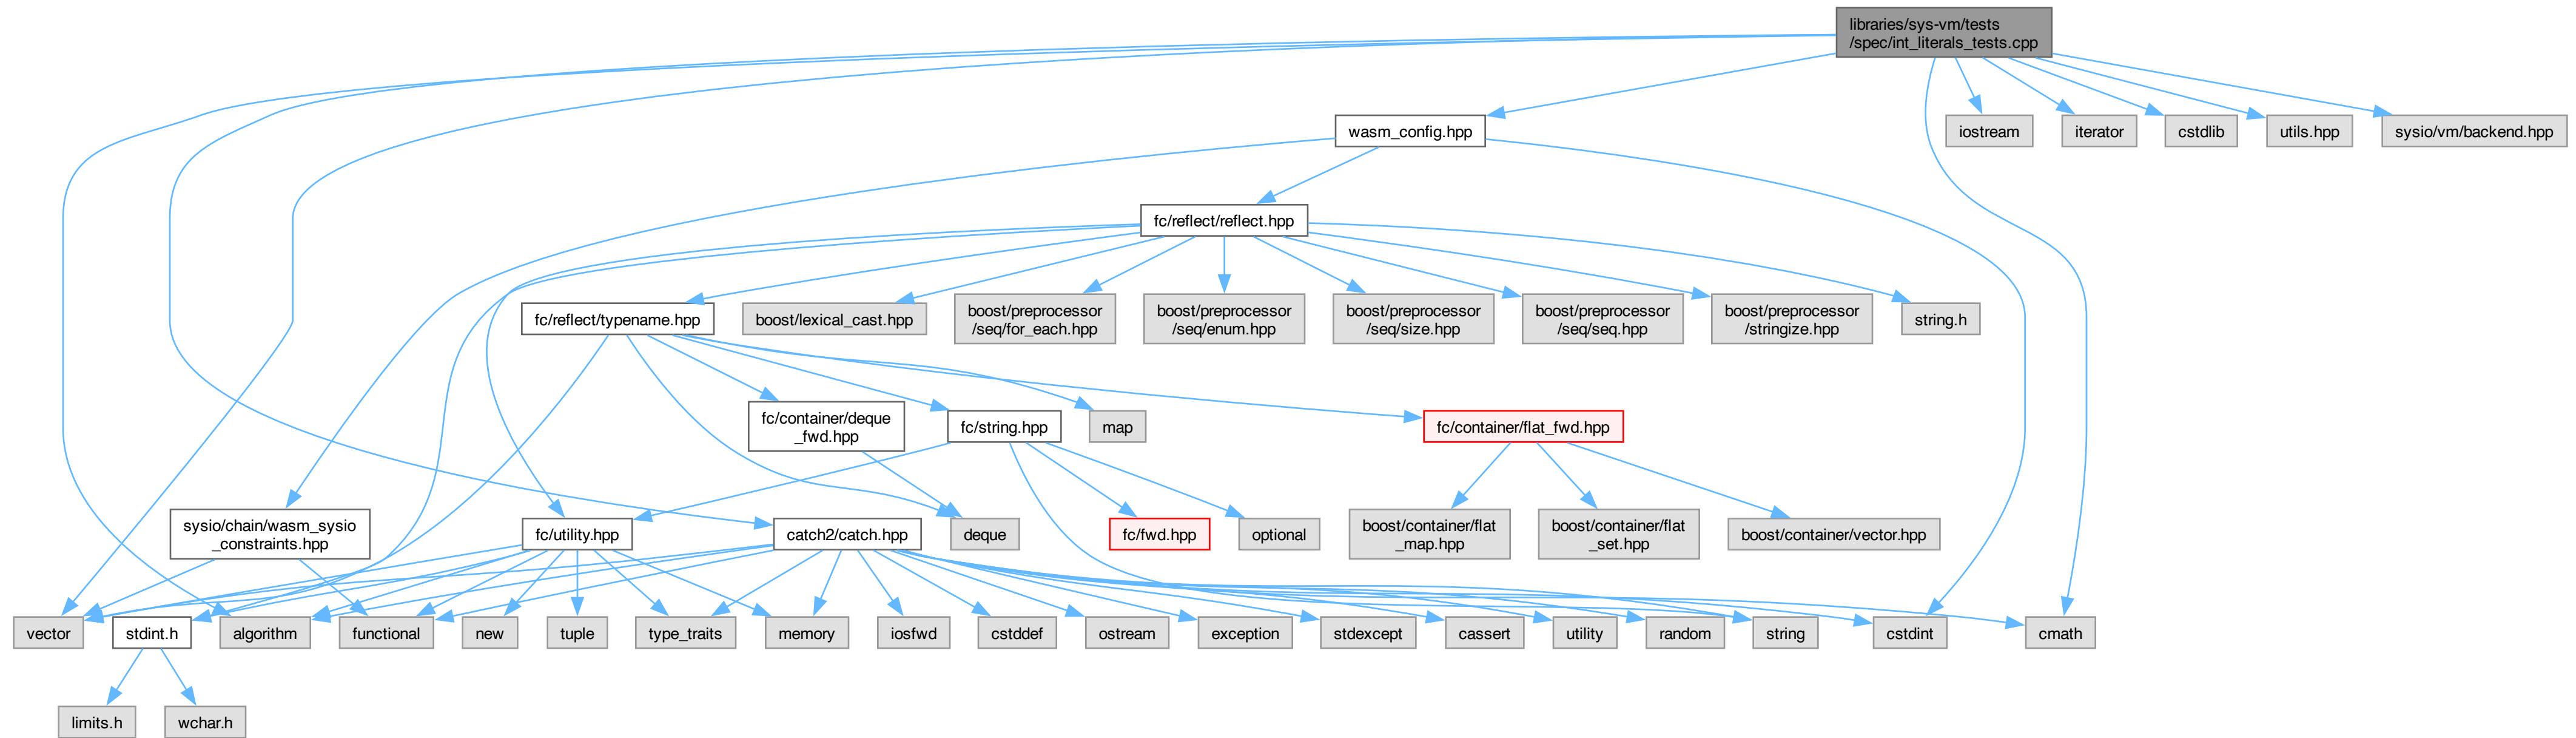 libraries/sys-vm/tests
/spec/int_literals_tests.cpp
wasm_config.hpp
iostream
iterator
cstdlib
utils.hpp
sysio/vm/backend.hpp
fc/reflect/reflect.hpp
fc/reflect/typename.hpp
boost/lexical_cast.hpp
boost/preprocessor
/seq/for_each.hpp
boost/preprocessor
/seq/enum.hpp
boost/preprocessor
/seq/size.hpp
boost/preprocessor
/seq/seq.hpp
boost/preprocessor
/stringize.hpp
string.h
fc/container/deque
_fwd.hpp
fc/string.hpp
map
fc/container/flat_fwd.hpp
sysio/chain/wasm_sysio
_constraints.hpp
fc/utility.hpp
catch2/catch.hpp
deque
fc/fwd.hpp
optional
boost/container/flat
_map.hpp
boost/container/flat
_set.hpp
boost/container/vector.hpp
vector
stdint.h
algorithm
functional
new
tuple
type_traits
memory
iosfwd
cstddef
ostream
exception
stdexcept
cassert
utility
random
string
cstdint
cmath
limits.h
wchar.h